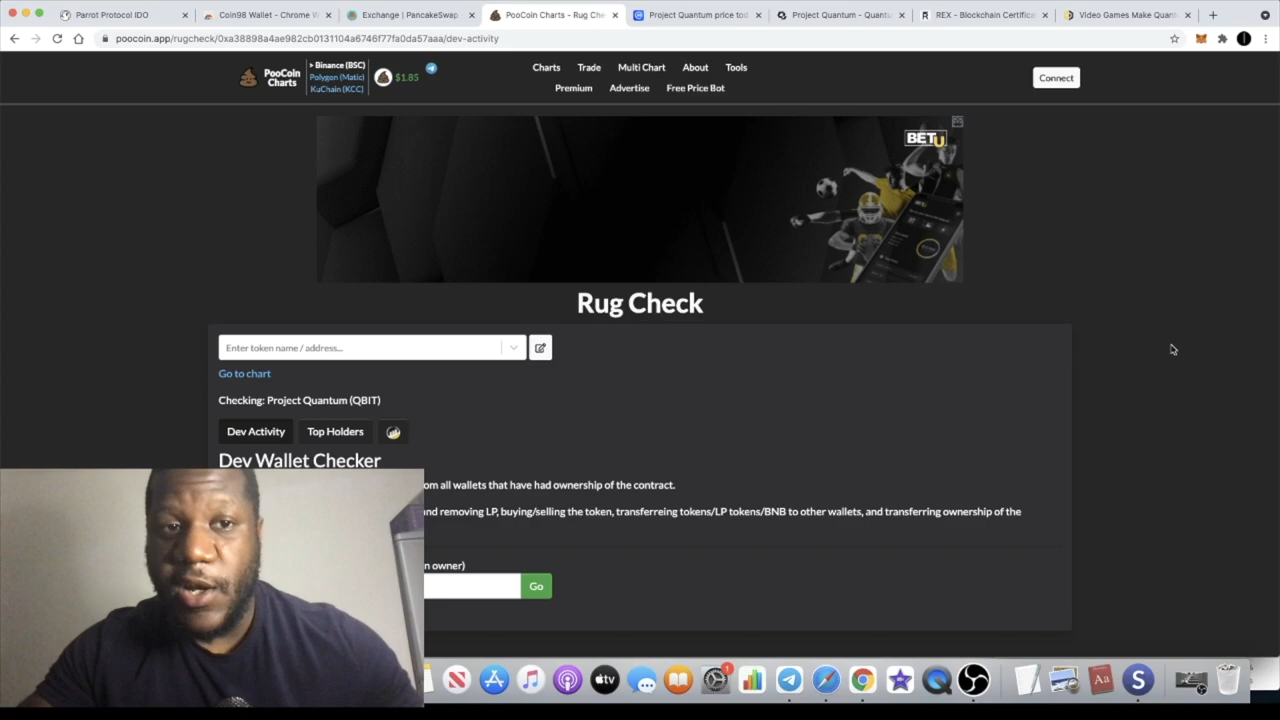 Parrot Protocol IDO
Coin98 Wallet - Chrome W
Exchange | PancakeSwap
PooCoin Charts - Rug Che
Project Quantum price tod
Project Quantum - Quantu
REX - Blockchain Certifica
Video Games Make Quan
poocoin.app/rugcheck/0xa38898a4ae982cb0131104a6746f77fa0da57aaa/dev-activity
PooCoin
Charts
▸ Binance (BSC)
Polygon (Matic)
KuChain (KCC)
$1.85
Charts Trade Multi Chart About Tools
Premium Advertise Free Price Bot
Connect
BETU
Rug Check
Enter token name / address...
Go to chart
Checking: Project Quantum (QBIT)
Dev Activity Top Holders
Dev Wallet Checker
om all wallets that have had ownership of the contract.
and removing LP, buying/selling the token, transferreing tokens/LP tokens/BNB to other wallets, and transferring ownership of the
n owner)
Go
tv
1
Aa
S